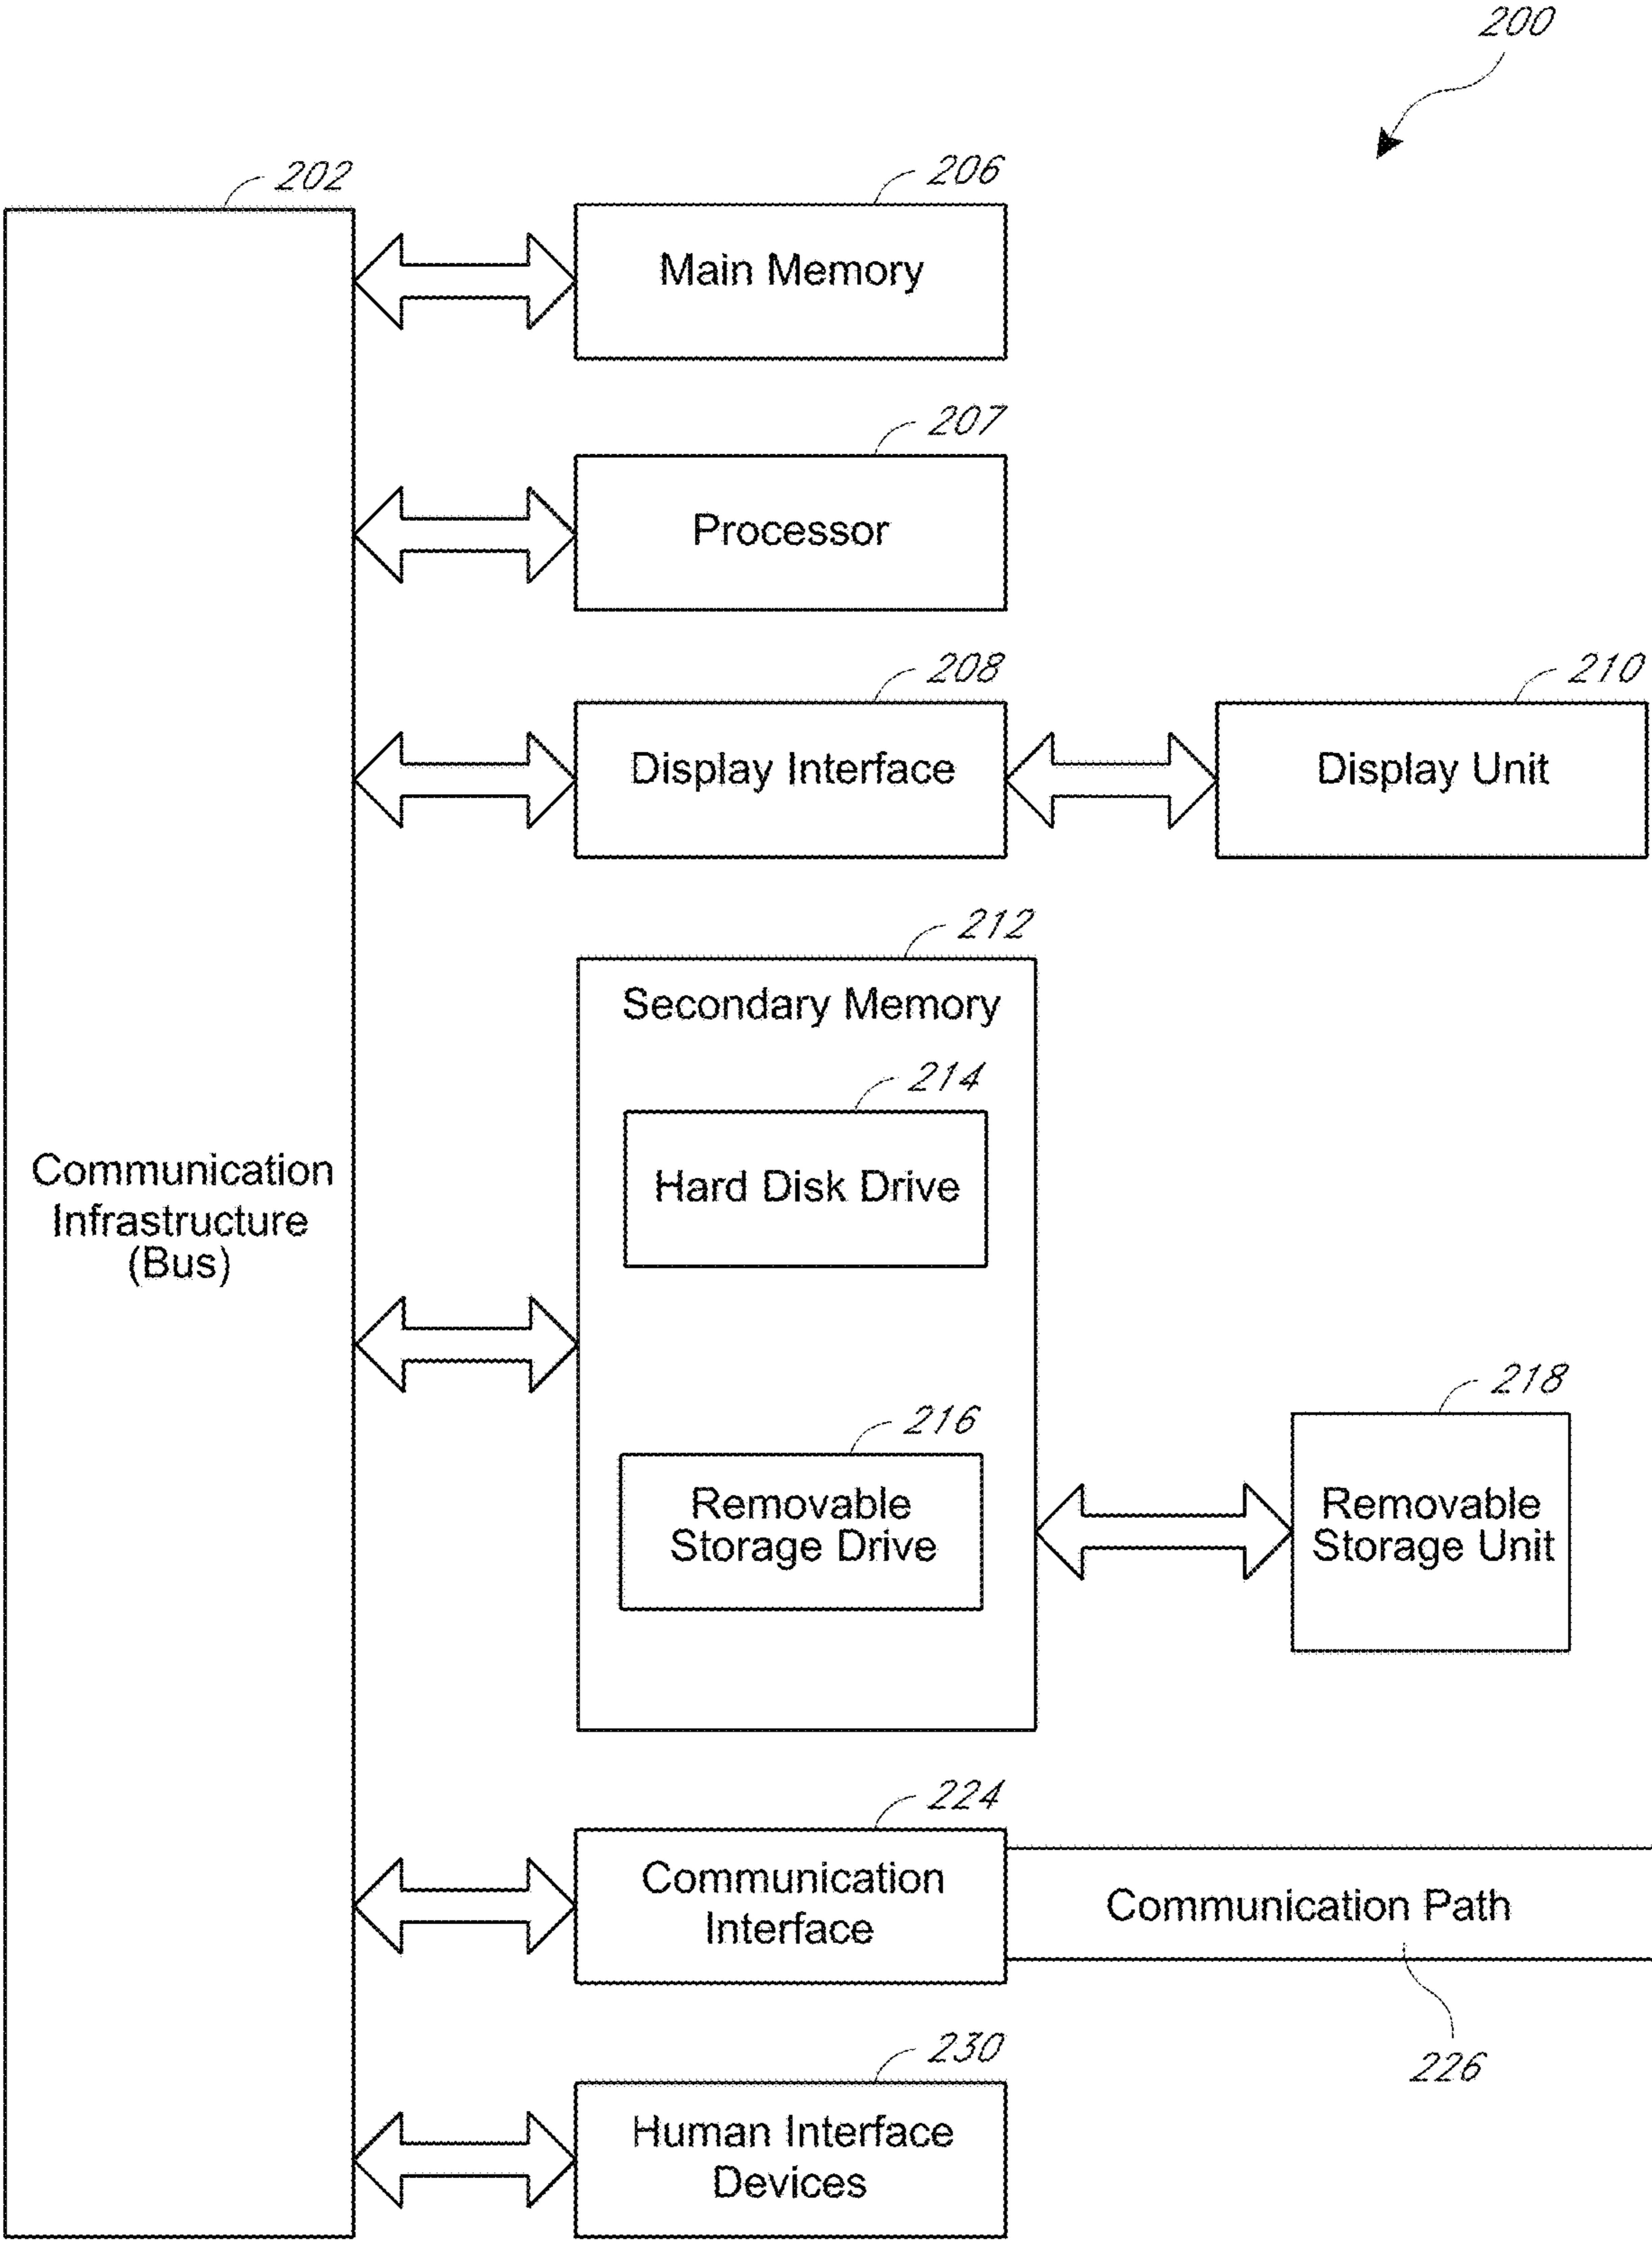 200
202
206
Main Memory
207
Processor
208
Display Interface
210
Display Unit
212
Secondary Memory
214
Hard Disk Drive
Communication
Infrastructure
(Bus)
216
Removable
Storage Drive
218
Removable
Storage Unit
224
Communication
Interface
Communication Path
226
230
Human Interface
Devices